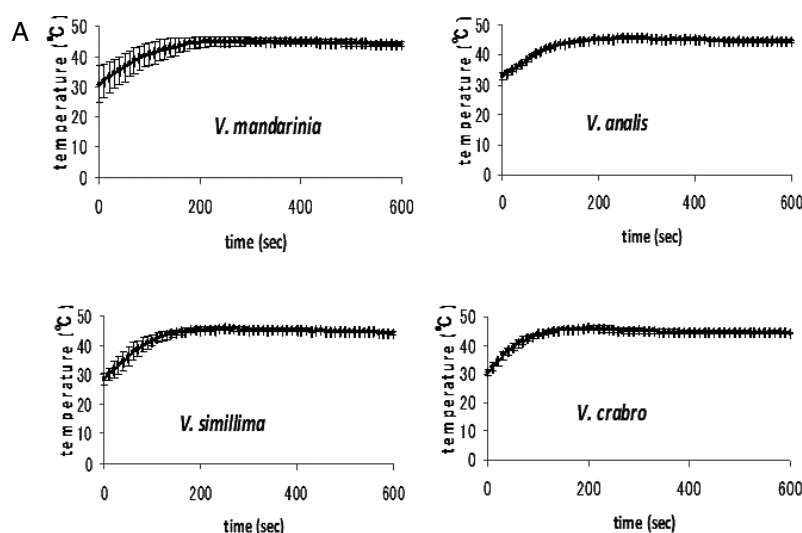 A
temperature (°C)
50
40
30
20
10
0
V. mandarinia
0 200 400 600
time (sec)
temperature (°C)
50
40
30
20
10
0
V. analis
0 200 400 600
time (sec)
temperature (°C)
50
40
30
20
10
0
V. simillima
0 200 400 600
time (sec)
temperature (°C)
50
40
30
20
10
0
V. crabro
0 200 400 600
time (sec)